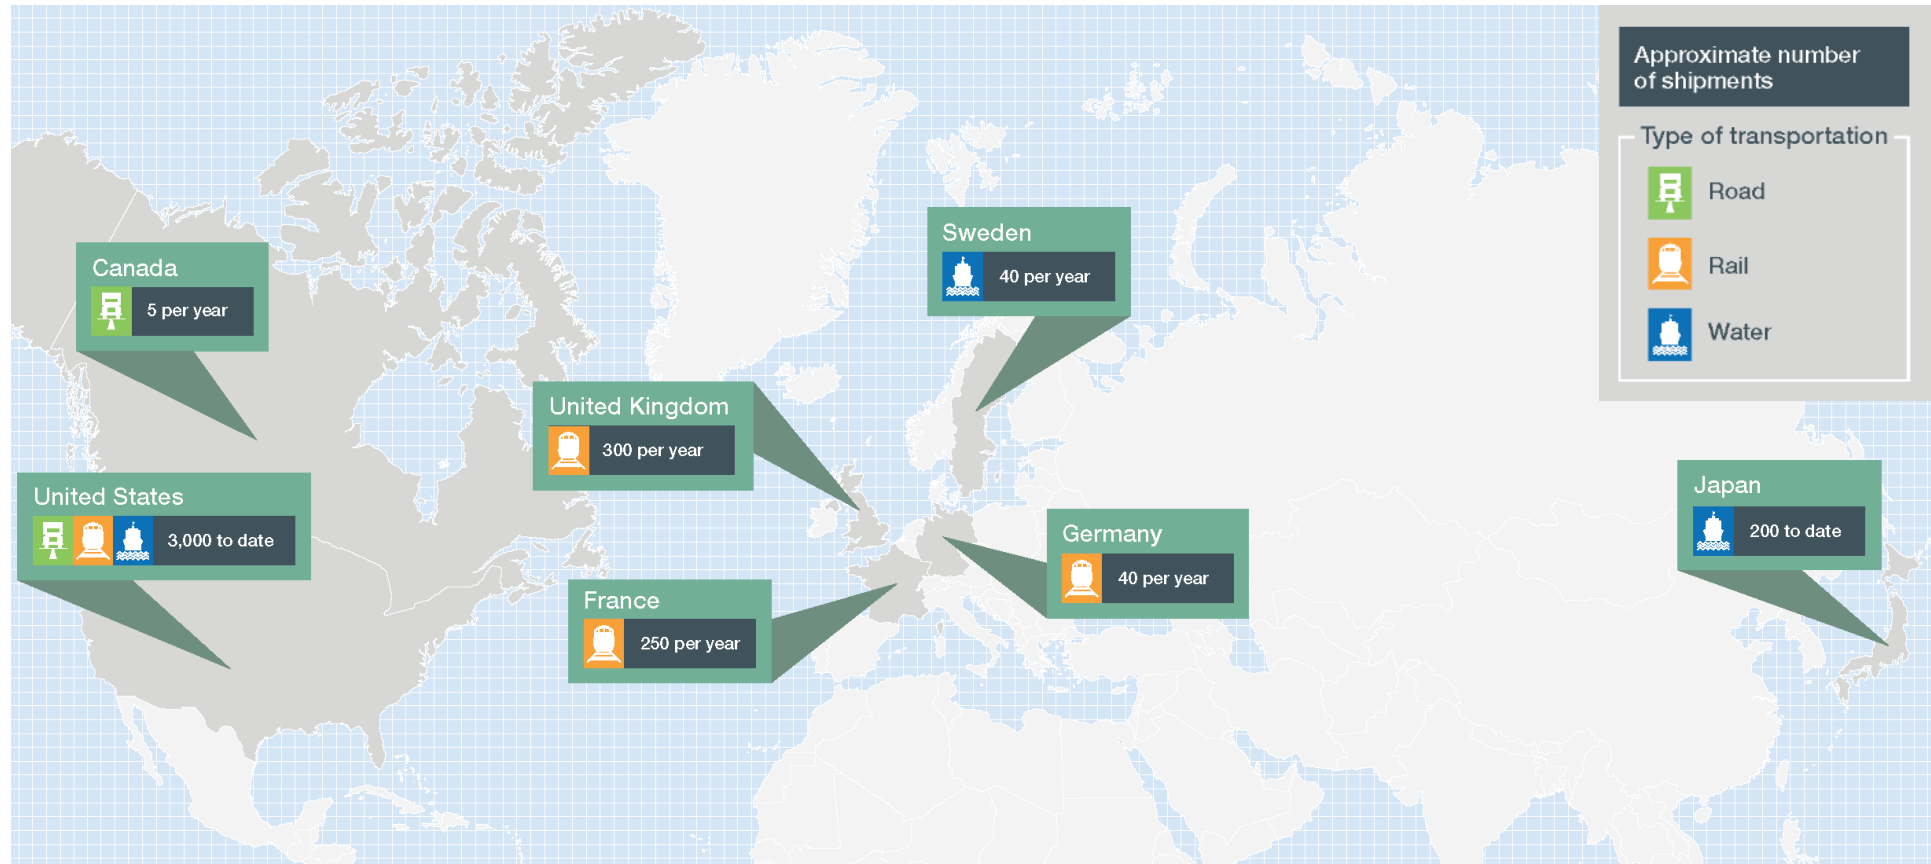 Approximate number
of shipments
Type of transportation
Road
Rail
Water
Canada
5 per year
United States
3,000 to date
United Kingdom
300 per year
France
250 per year
Sweden
40 per year
Germany
40 per year
Japan
200 to date